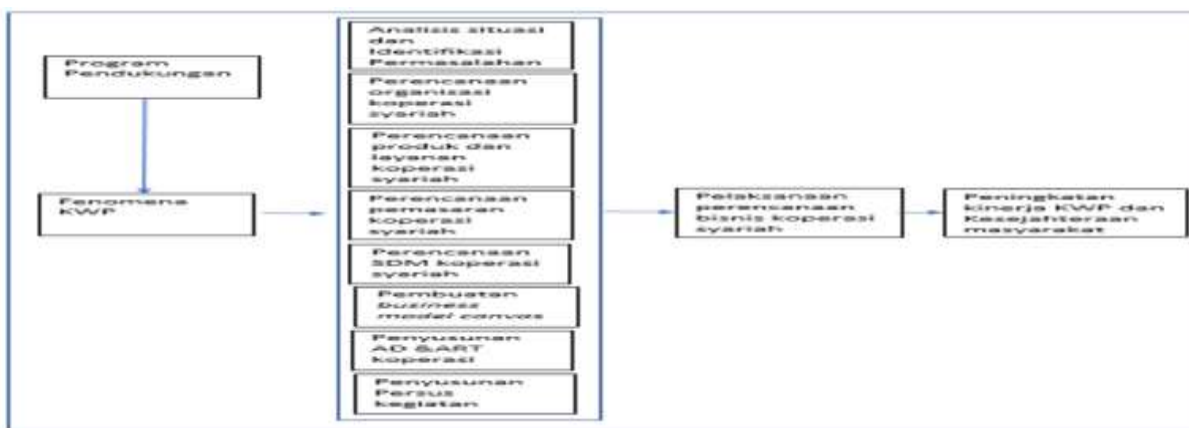 Program
Pendukungan
Fenomena
KWP
Analisis situasi
dan
Identifikasi
Permasalahan
Perencanaan
organisasi
koperasi
syariah
Perencanaan
produk dan
layanan
koperasi
syariah
Perencanaan
pemasaran
koperasi
syariah
Perencanaan
SDM koperasi
syariah
Pembuatan
business
model canvas
Penyusunan
AD &ART
koperasi
Penyusunan
Persus
kegiatan
Pelaksanaan
perencanaan
bisnis koperasi
syariah
Peningkatan
kinerja KWP dan
Kesejahteraan
masyarakat